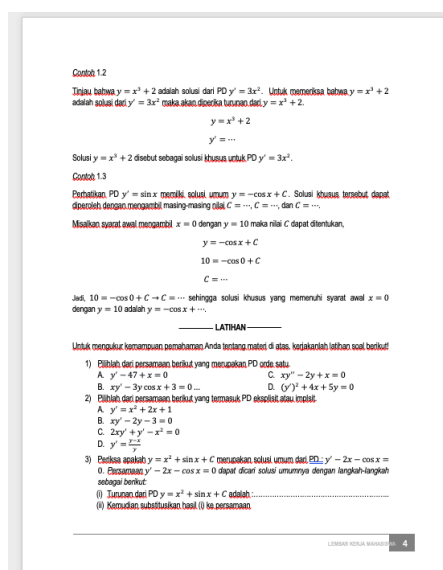 Contoh 1.2
Tinjau bahwa y = x³ + 2 adalah solusi dari PD y′ = 3x². Untuk memeriksa bahwa y = x³ + 2
adalah solusi dari y′ = 3x² maka akan diperika turunan dari y = x³ + 2.
y = x³ + 2
y′ = ⋯
Solusi y = x³ + 2 disebut sebagai solusi khusus untuk PD y′ = 3x².
Contoh 1.3
Perhatikan PD y′ = sin x memilki solusi umum y = −cos x + C. Solusi khusus tersebut dapat
diperoleh dengan mengambil masing-masing nilai C = ⋯, C = ⋯, dan C = ⋯.
Misalkan syarat awal mengambil x = 0 dengan y = 10 maka nilai C dapat ditentukan,
y = −cos x + C
10 = −cos 0 + C
C = ⋯
Jadi, 10 = −cos 0 + C → C = ⋯ sehingga solusi khusus yang memenuhi syarat awal x = 0
dengan y = 10 adalah y = −cos x + ⋯.
LATIHAN
Untuk mengukur kemampuan pemahaman Anda tentang materi di atas, kerjakanlah latihan soal berikut!
1) Pilihlah dari persamaan berikut yang merupakan PD orde satu.
A. y′ − 47 + x = 0 C. xy″ − 2y + x = 0
B. xy′ − 3y cos x + 3 = 0 ... D. (y′)² + 4x + 5y = 0
2) Pilihlah dari persamaan berikut yang termasuk PD eksplisit atau implisit.
A. y′ = x² + 2x + 1
B. xy′ − 2y − 3 = 0
C. 2xy′ + y′ − x² = 0
D. y′ = (y−x)/y
3) Periksa apakah y = x² + sin x + C merupakan solusi umum dari PD : y′ − 2x − cos x =
0. Persamaan y′ − 2x − cos x = 0 dapat dicari solusi umumnya dengan langkah-langkah
sebagai berikut:
(i) Turunan dari PD y = x² + sin x + C adalah :...............................................
(ii) Kemudian substitusikan hasil (i) ke persamaan
LEMBAR KERJA MAHASISWA 4